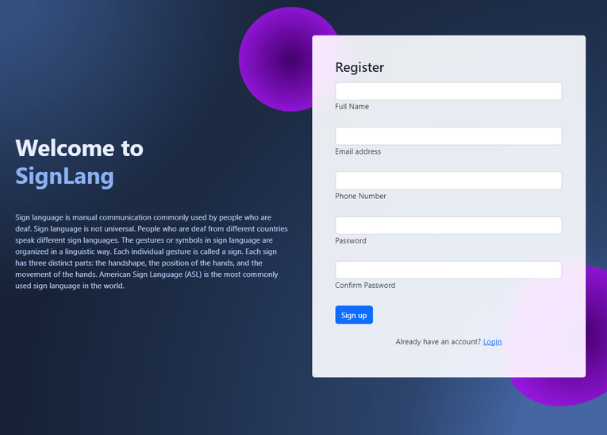 Welcome to
SignLang
Sign language is manual communication commonly used by people who are
deaf. Sign language is not universal. People who are deaf from different countries
speak different sign languages. The gestures or symbols in sign language are
organized in a linguistic way. Each individual gesture is called a sign. Each sign
has three distinct parts: the handshape, the position of the hands, and the
movement of the hands. American Sign Language (ASL) is the most commonly
used sign language in the world.
Register
Full Name
Email address
Phone Number
Password
Confirm Password
Sign up
Already have an account? Login